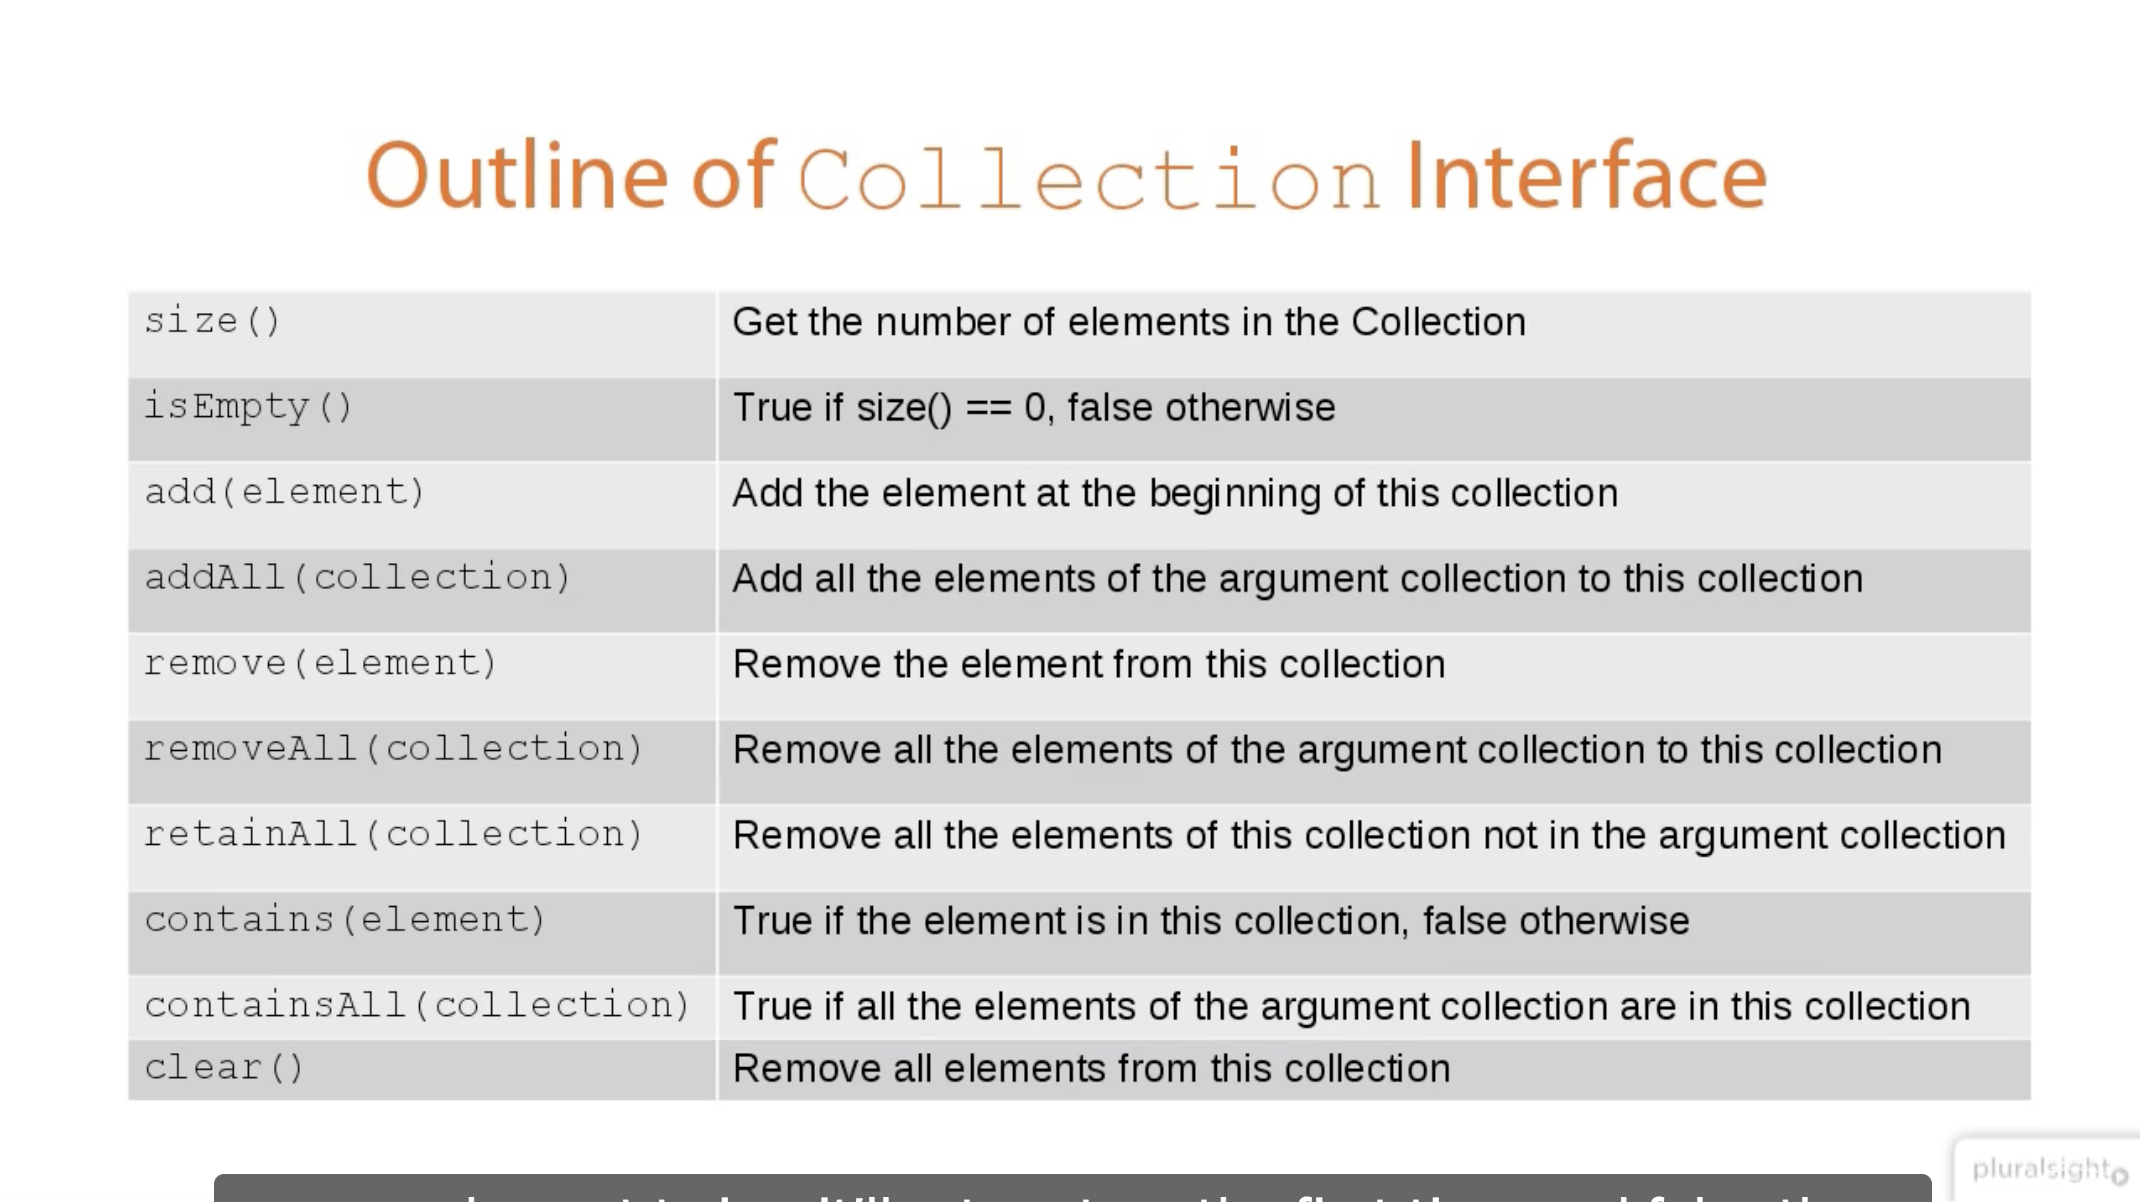 Outline of Collection Interface
size() Get the number of elements in the Collection
isEmpty() True if size() == 0, false otherwise
add(element) Add the element at the beginning of this collection
addAll(collection) Add all the elements of the argument collection to this collection
remove(element) Remove the element from this collection
removeAll(collection) Remove all the elements of the argument collection to this collection
retainAll(collection) Remove all the elements of this collection not in the argument collection
contains(element) True if the element is in this collection, false otherwise
containsAll(collection) True if all the elements of the argument collection are in this collection
clear() Remove all elements from this collection
pluralsight